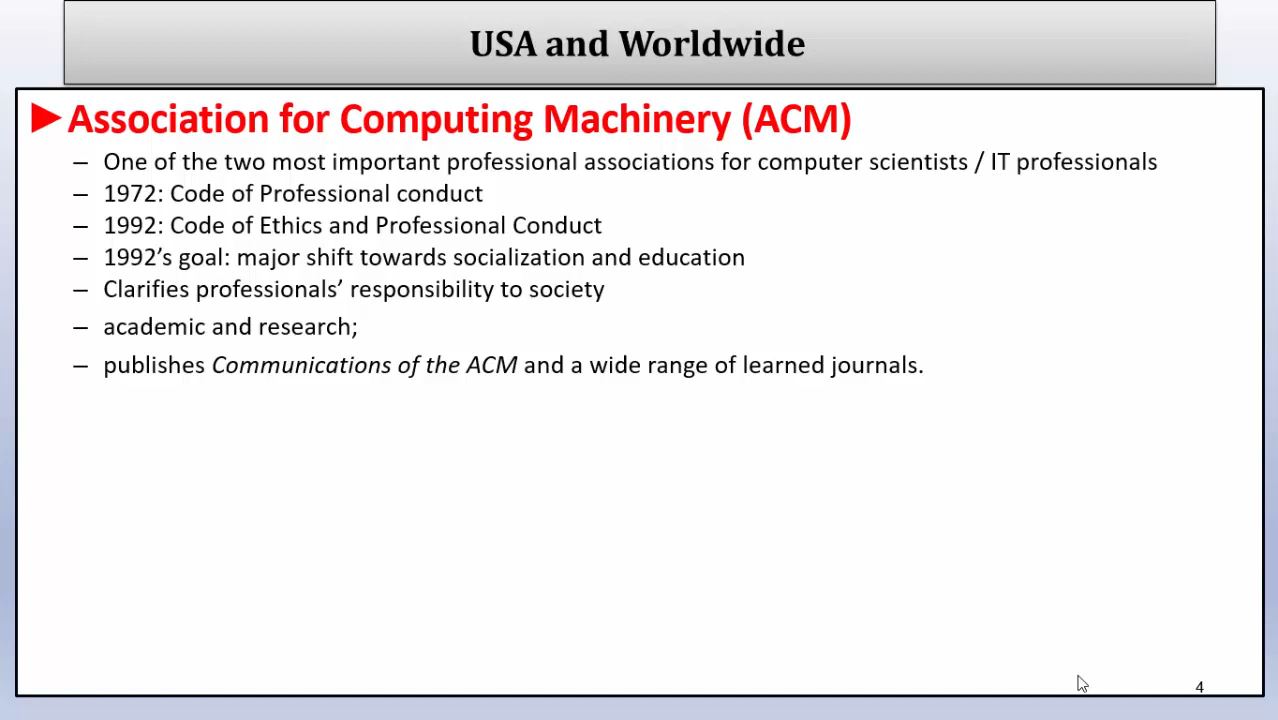 USA and Worldwide
►Association for Computing Machinery (ACM)
– One of the two most important professional associations for computer scientists / IT professionals
– 1972: Code of Professional conduct
– 1992: Code of Ethics and Professional Conduct
– 1992’s goal: major shift towards socialization and education
– Clarifies professionals’ responsibility to society
– academic and research;
– publishes Communications of the ACM and a wide range of learned journals.
4